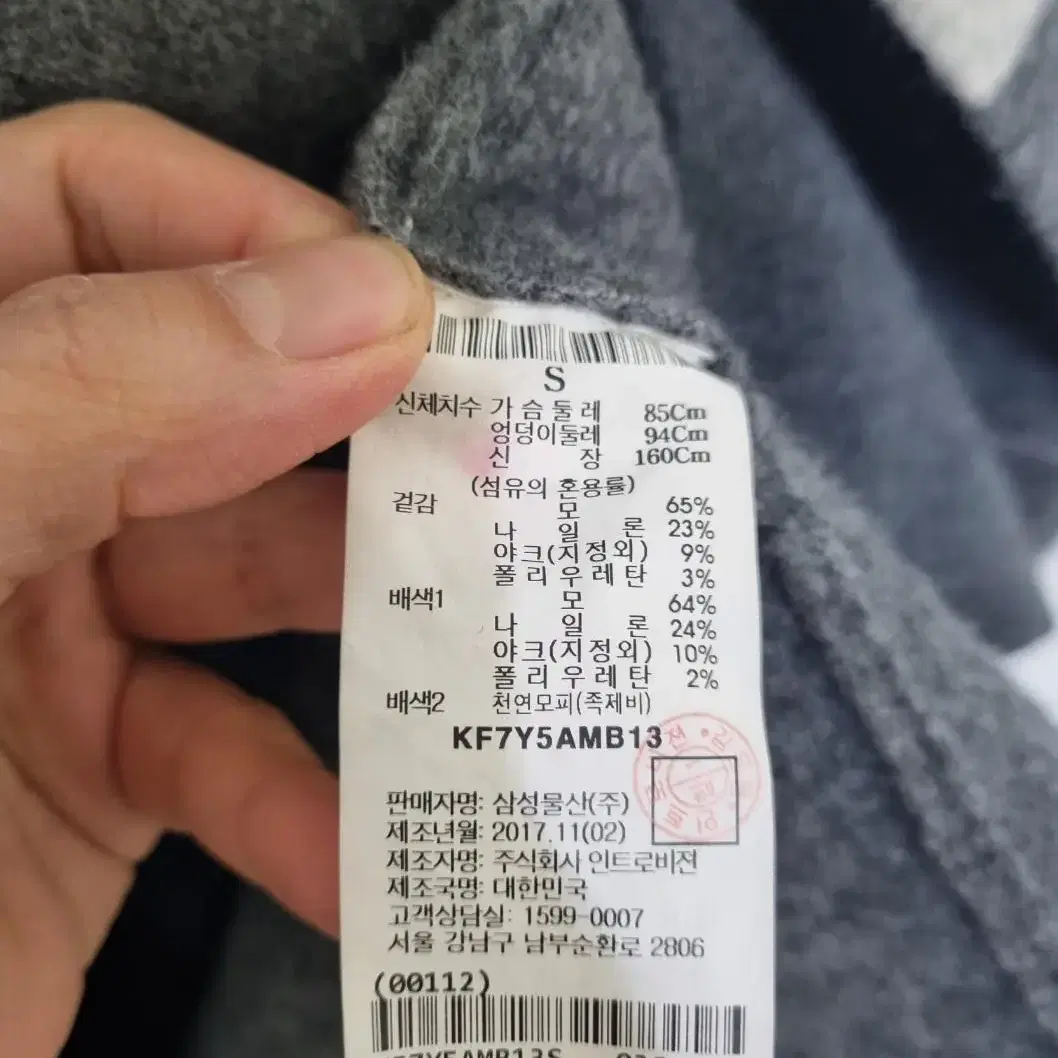 S
신체치수 가슴둘레 85Cm
엉덩이둘레 94Cm
신 장 160Cm
(섬유의 혼용률)
겉감 모 65%
나 일 론 23%
야크(지정외) 9%
폴리우레탄 3%
배색1 모 64%
나 일 론 24%
야크(지정외) 10%
폴리우레탄 2%
배색2 천연모피(족제비)
KF7Y5AMB13
판매자명: 삼성물산(주)
제조년월: 2017.11(02)
제조자명: 주식회사 인트로비젼
제조국명: 대한민국
고객상담실: 1599-0007
서울 강남구 남부순환로 2806
(00112)